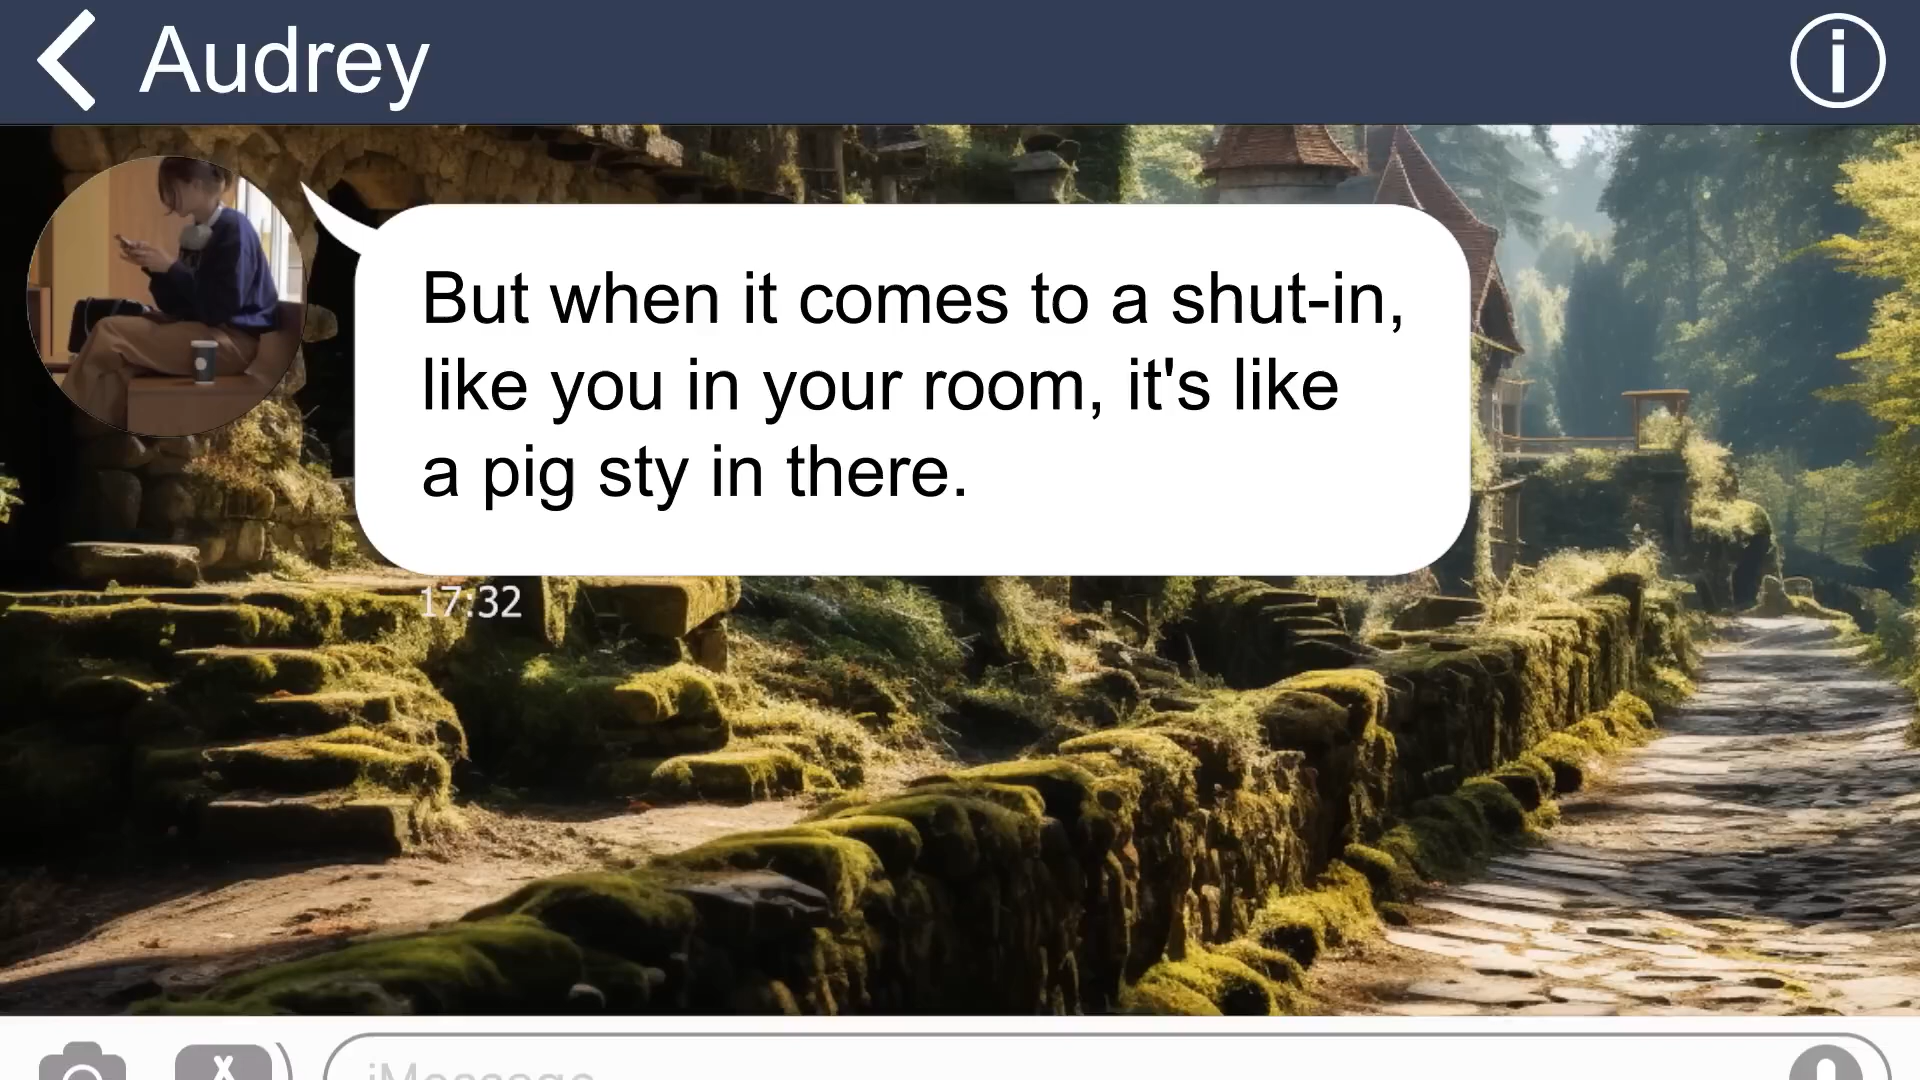 Audrey
But when it comes to a shut-in,
like you in your room, it's like
a pig sty in there.
17:32
iMessage